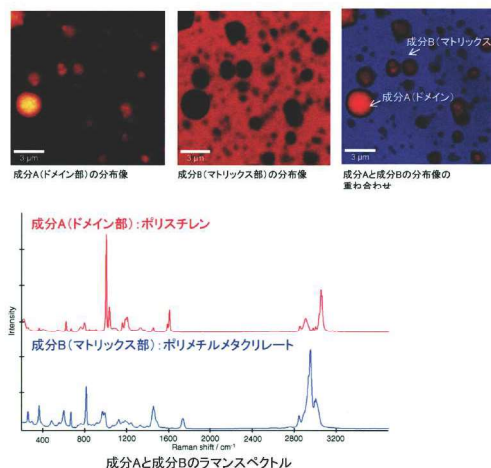 成分B（マトリックス）
成分A（ドメイン）
3 μm
3 μm
3 μm
成分A（ドメイン部）の分布像
成分B（マトリックス部）の分布像
成分Aと成分Bの分布像の
重ね合わせ
成分A（ドメイン部）：ポリスチレン
Intensity
成分B（マトリックス部）：ポリメチルメタクリレート
400 800 1200 1600 2000 2400 2800 3200
Raman shift / cm⁻¹
成分Aと成分Bのラマンスペクトル